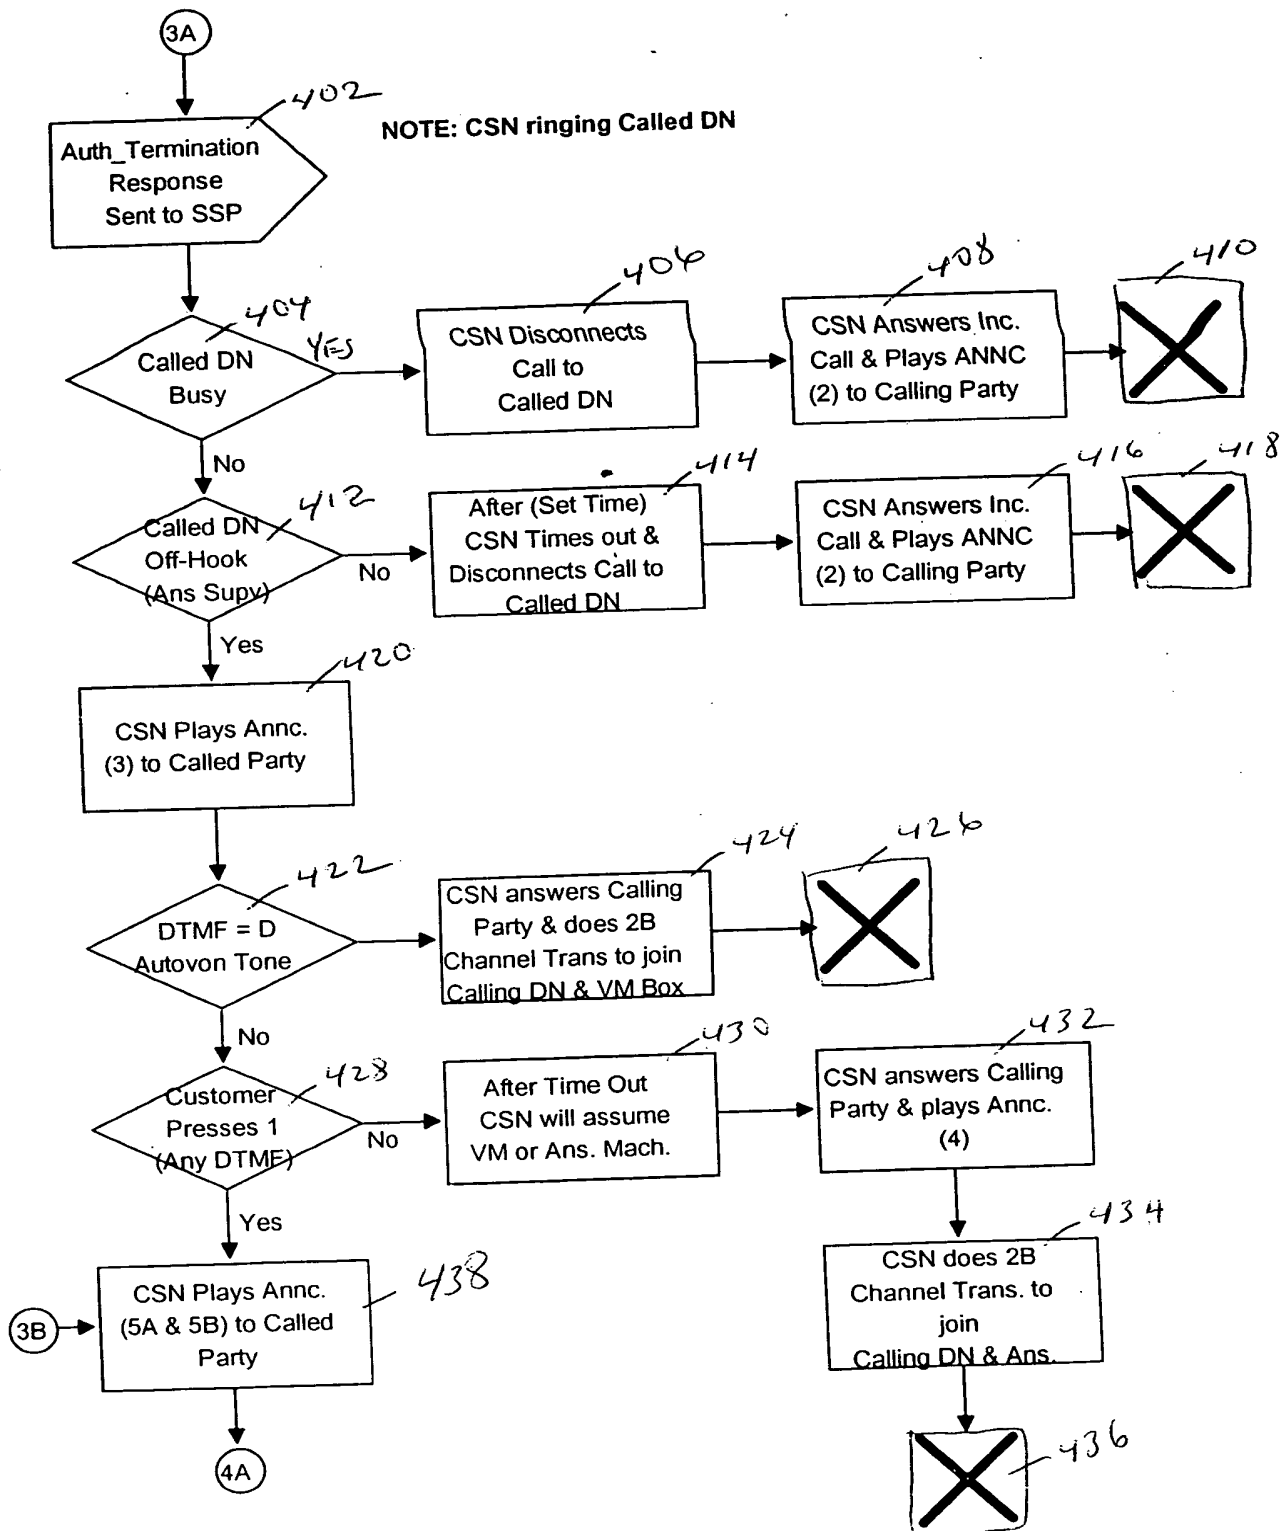 3A
402
NOTE: CSN ringing Called DN
Auth_Termination
Response
Sent to SSP
404
Called DN
Busy
YES
406
CSN Disconnects
Call to
Called DN
408
CSN Answers Inc.
Call & Plays ANNC
(2) to Calling Party
410
No
412
Called DN
Off-Hook
(Ans Supv)
No
414
After (Set Time)
CSN Times out &
Disconnects Call to
Called DN
416
CSN Answers Inc.
Call & Plays ANNC
(2) to Calling Party
418
Yes
420
CSN Plays Annc.
(3) to Called Party
422
DTMF = D
Autovon Tone
424
CSN answers Calling
Party & does 2B
Channel Trans to join
Calling DN & VM Box
426
No
428
Customer
Presses 1
(Any DTMF)
No
430
After Time Out
CSN will assume
VM or Ans. Mach.
432
CSN answers Calling
Party & plays Annc.
(4)
434
CSN does 2B
Channel Trans. to
join
Calling DN & Ans.
436
Yes
438
CSN Plays Annc.
(5A & 5B) to Called
Party
3B
4A